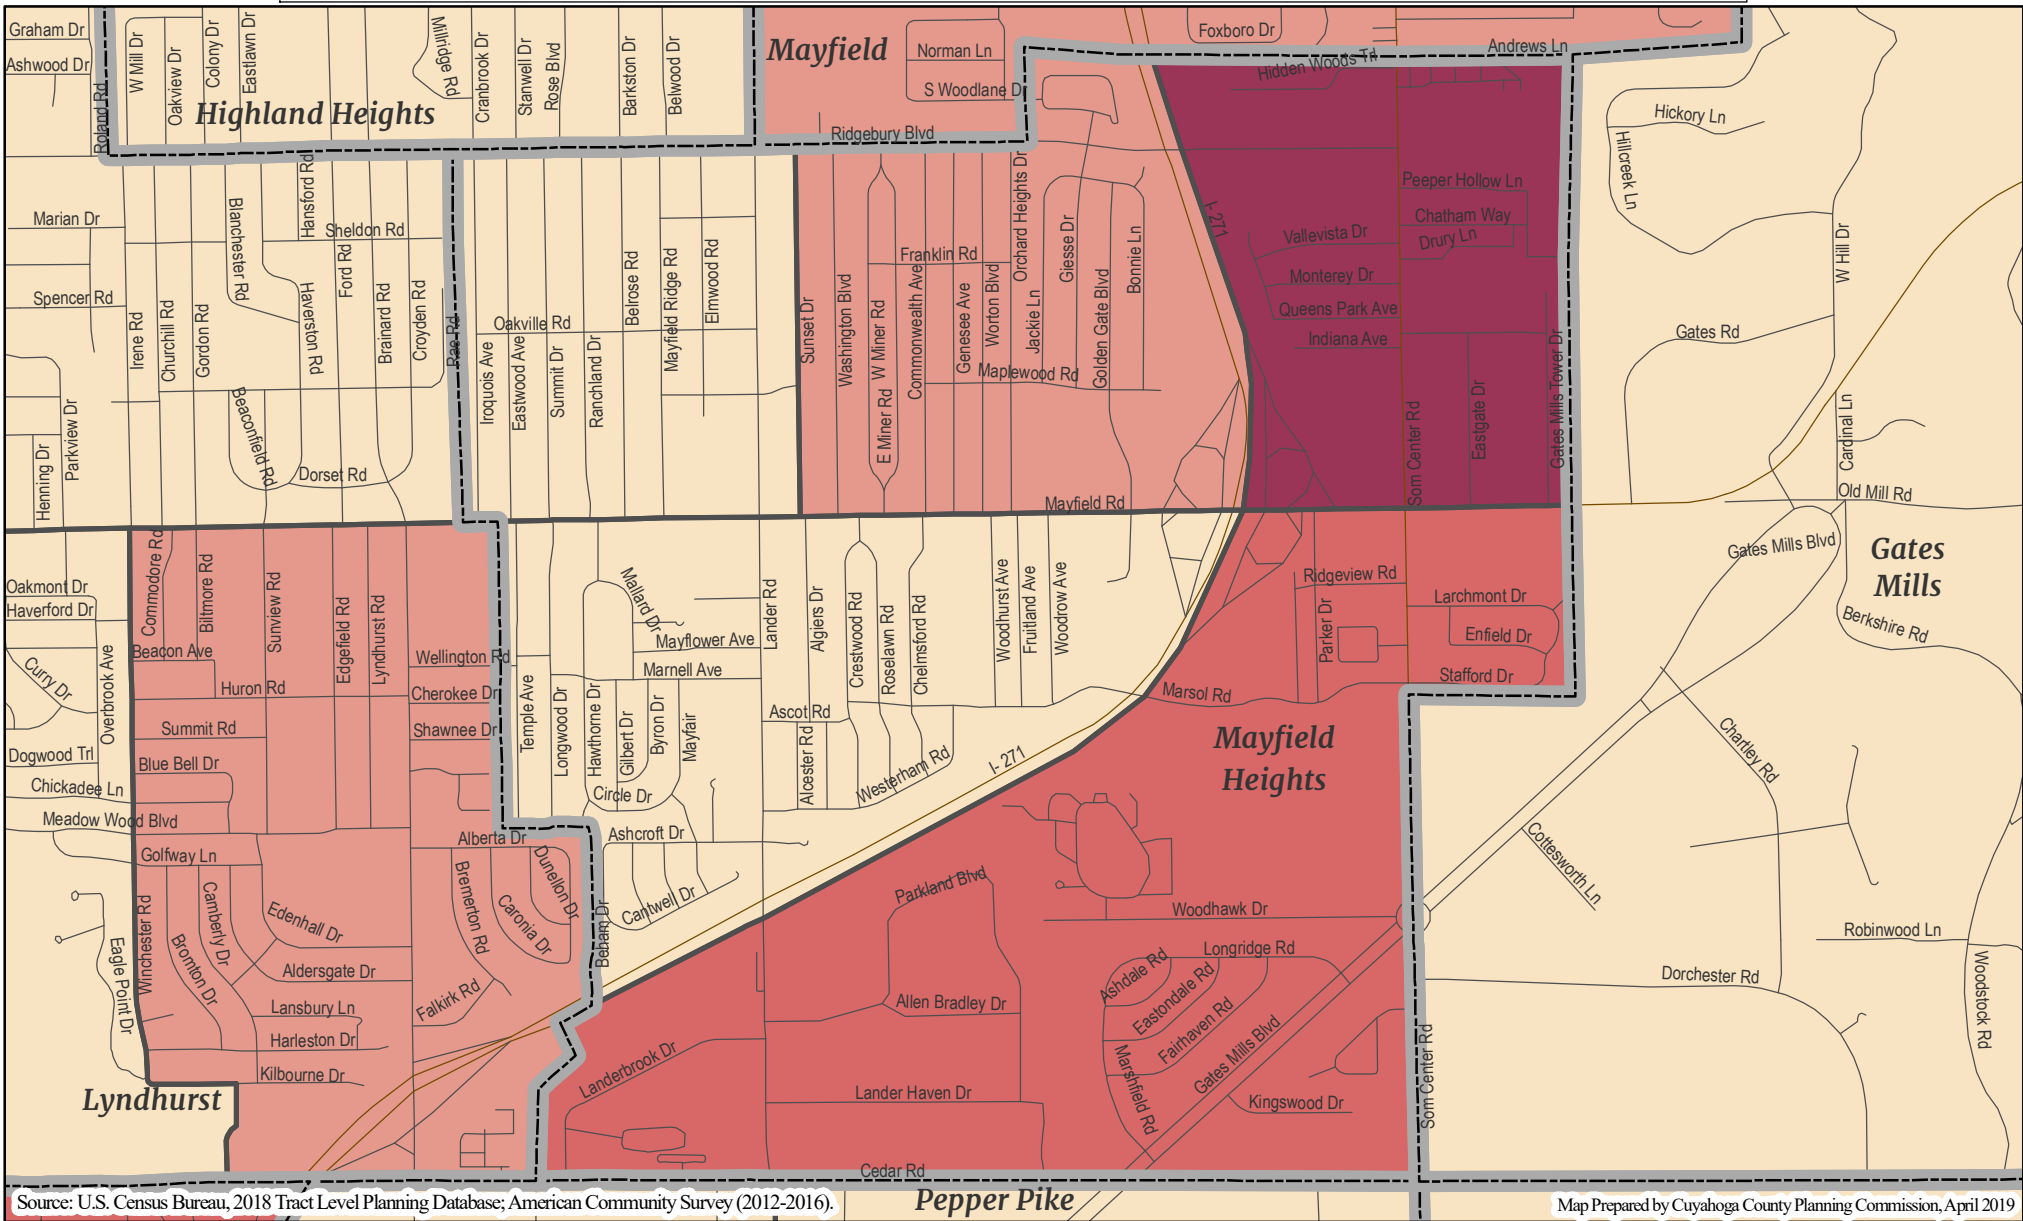 Graham Dr
Ashwood Dr
Roland Rd
W Mill Dr
Oakview Dr
Colony Dr
Eastlawn Dr
Highland Heights
Millridge Rd
Cranbrook Dr
Stanwell Dr
Rose Blvd
Barkston Dr
Belwood Dr
Mayfield
Norman Ln
S Woodlane Dr
Ridgebury Blvd
Foxboro Dr
Hidden Woods Trl
Andrews Ln
Hickory Ln
Hillcreek Ln
Marian Dr
Spencer Rd
Irene Rd
Churchill Rd
Gordon Rd
Blanchester Rd
Hansford Rd
Sheldon Rd
Ford Rd
Haverston Rd
Brainard Rd
Croyden Rd
Rae Rd
Beaconfield Rd
Dorset Rd
Henning Dr
Parkview Dr
Oakville Rd
Iroquois Ave
Eastwood Ave
Summit Dr
Ranchland Dr
Belrose Rd
Mayfield Ridge Rd
Elmwood Rd
Sunset Dr
Washington Blvd
W Miner Rd
E Miner Rd
Commonwealth Ave
Franklin Rd
Genesee Ave
Worton Blvd
Orchard Heights Dr
Jackie Ln
Giesse Dr
Golden Gate Blvd
Bonnie Ln
Maplewood Rd
Mayfield Rd
I- 271
Peeper Hollow Ln
Chatham Way
Drury Ln
Vallevista Dr
Monterey Dr
Queens Park Ave
Indiana Ave
Som Center Rd
Eastgate Dr
Gates Mills Tower Dr
W Hill Dr
Gates Rd
Cardinal Ln
Old Mill Rd
Gates Mills Blvd
Gates
Mills
Berkshire Rd
Oakmont Dr
Haverford Dr
Curry Dr
Overbrook Ave
Dogwood Trl
Chickadee Ln
Meadow Wood Blvd
Commodore Rd
Biltmore Rd
Sunview Rd
Edgefield Rd
Lyndhurst Rd
Beacon Ave
Huron Rd
Summit Rd
Blue Bell Dr
Golfway Ln
Wellington Rd
Cherokee Dr
Shawnee Dr
Alberta Dr
Dunellon Dr
Bremerton Rd
Caronia Dr
Winchester Rd
Camberly Dr
Bromton Dr
Edenhall Dr
Aldersgate Dr
Lansbury Ln
Harleston Dr
Kilbourne Dr
Falkirk Rd
Eagle Point Dr
Lyndhurst
Mallard Dr
Mayflower Ave
Marnell Ave
Temple Ave
Longwood Dr
Hawthorne Dr
Gilbert Dr
Byron Dr
Mayfair
Circle Dr
Ashcroft Dr
Cantwell Dr
Beham Dr
Lander Rd
Algiers Dr
Crestwood Rd
Roselawn Rd
Chelmsford Rd
Woodhurst Ave
Fruitland Ave
Woodrow Ave
Ascot Rd
Alcester Rd
Westerham Rd
I- 271
Marsol Rd
Ridgeview Rd
Parker Dr
Larchmont Dr
Enfield Dr
Stafford Dr
Mayfield
Heights
Chartley Rd
Cottesworth Ln
Robinwood Ln
Dorchester Rd
Woodstock Rd
Som Center Rd
Parkland Blvd
Woodhawk Dr
Longridge Rd
Ashdale Rd
Eastondale Rd
Fairhaven Rd
Gates Mills Blvd
Marshfield Rd
Kingswood Dr
Allen Bradley Dr
Landerbrook Dr
Lander Haven Dr
Cedar Rd
Pepper Pike
Source: U.S. Census Bureau, 2018 Tract Level Planning Database; American Community Survey (2012-2016).
Map Prepared by Cuyahoga County Planning Commission, April 2019